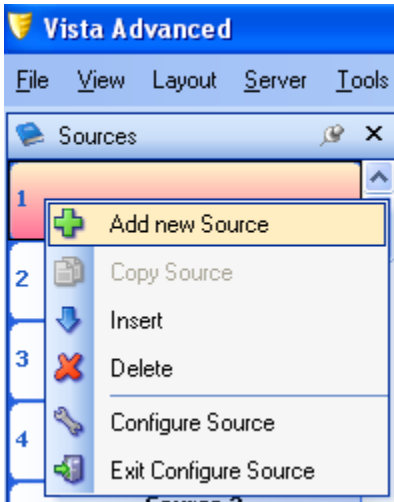 Vista Advanced
File View Layout Server Tools
Sources
1
Add new Source
2
Copy Source
Insert
3
Delete
Configure Source
4
Exit Configure Source